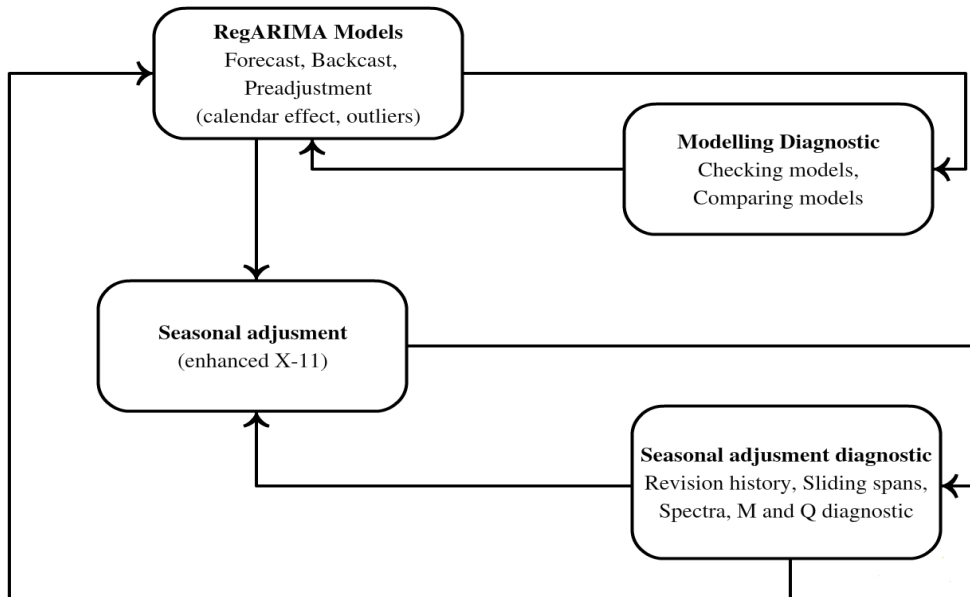 RegARIMA Models
Forecast, Backcast,
Preadjustment
(calendar effect, outliers)
Modelling Diagnostic
Checking models,
Comparing models
Seasonal adjusment
(enhanced X-11)
Seasonal adjusment diagnostic
Revision history, Sliding spans,
Spectra, M and Q diagnostic